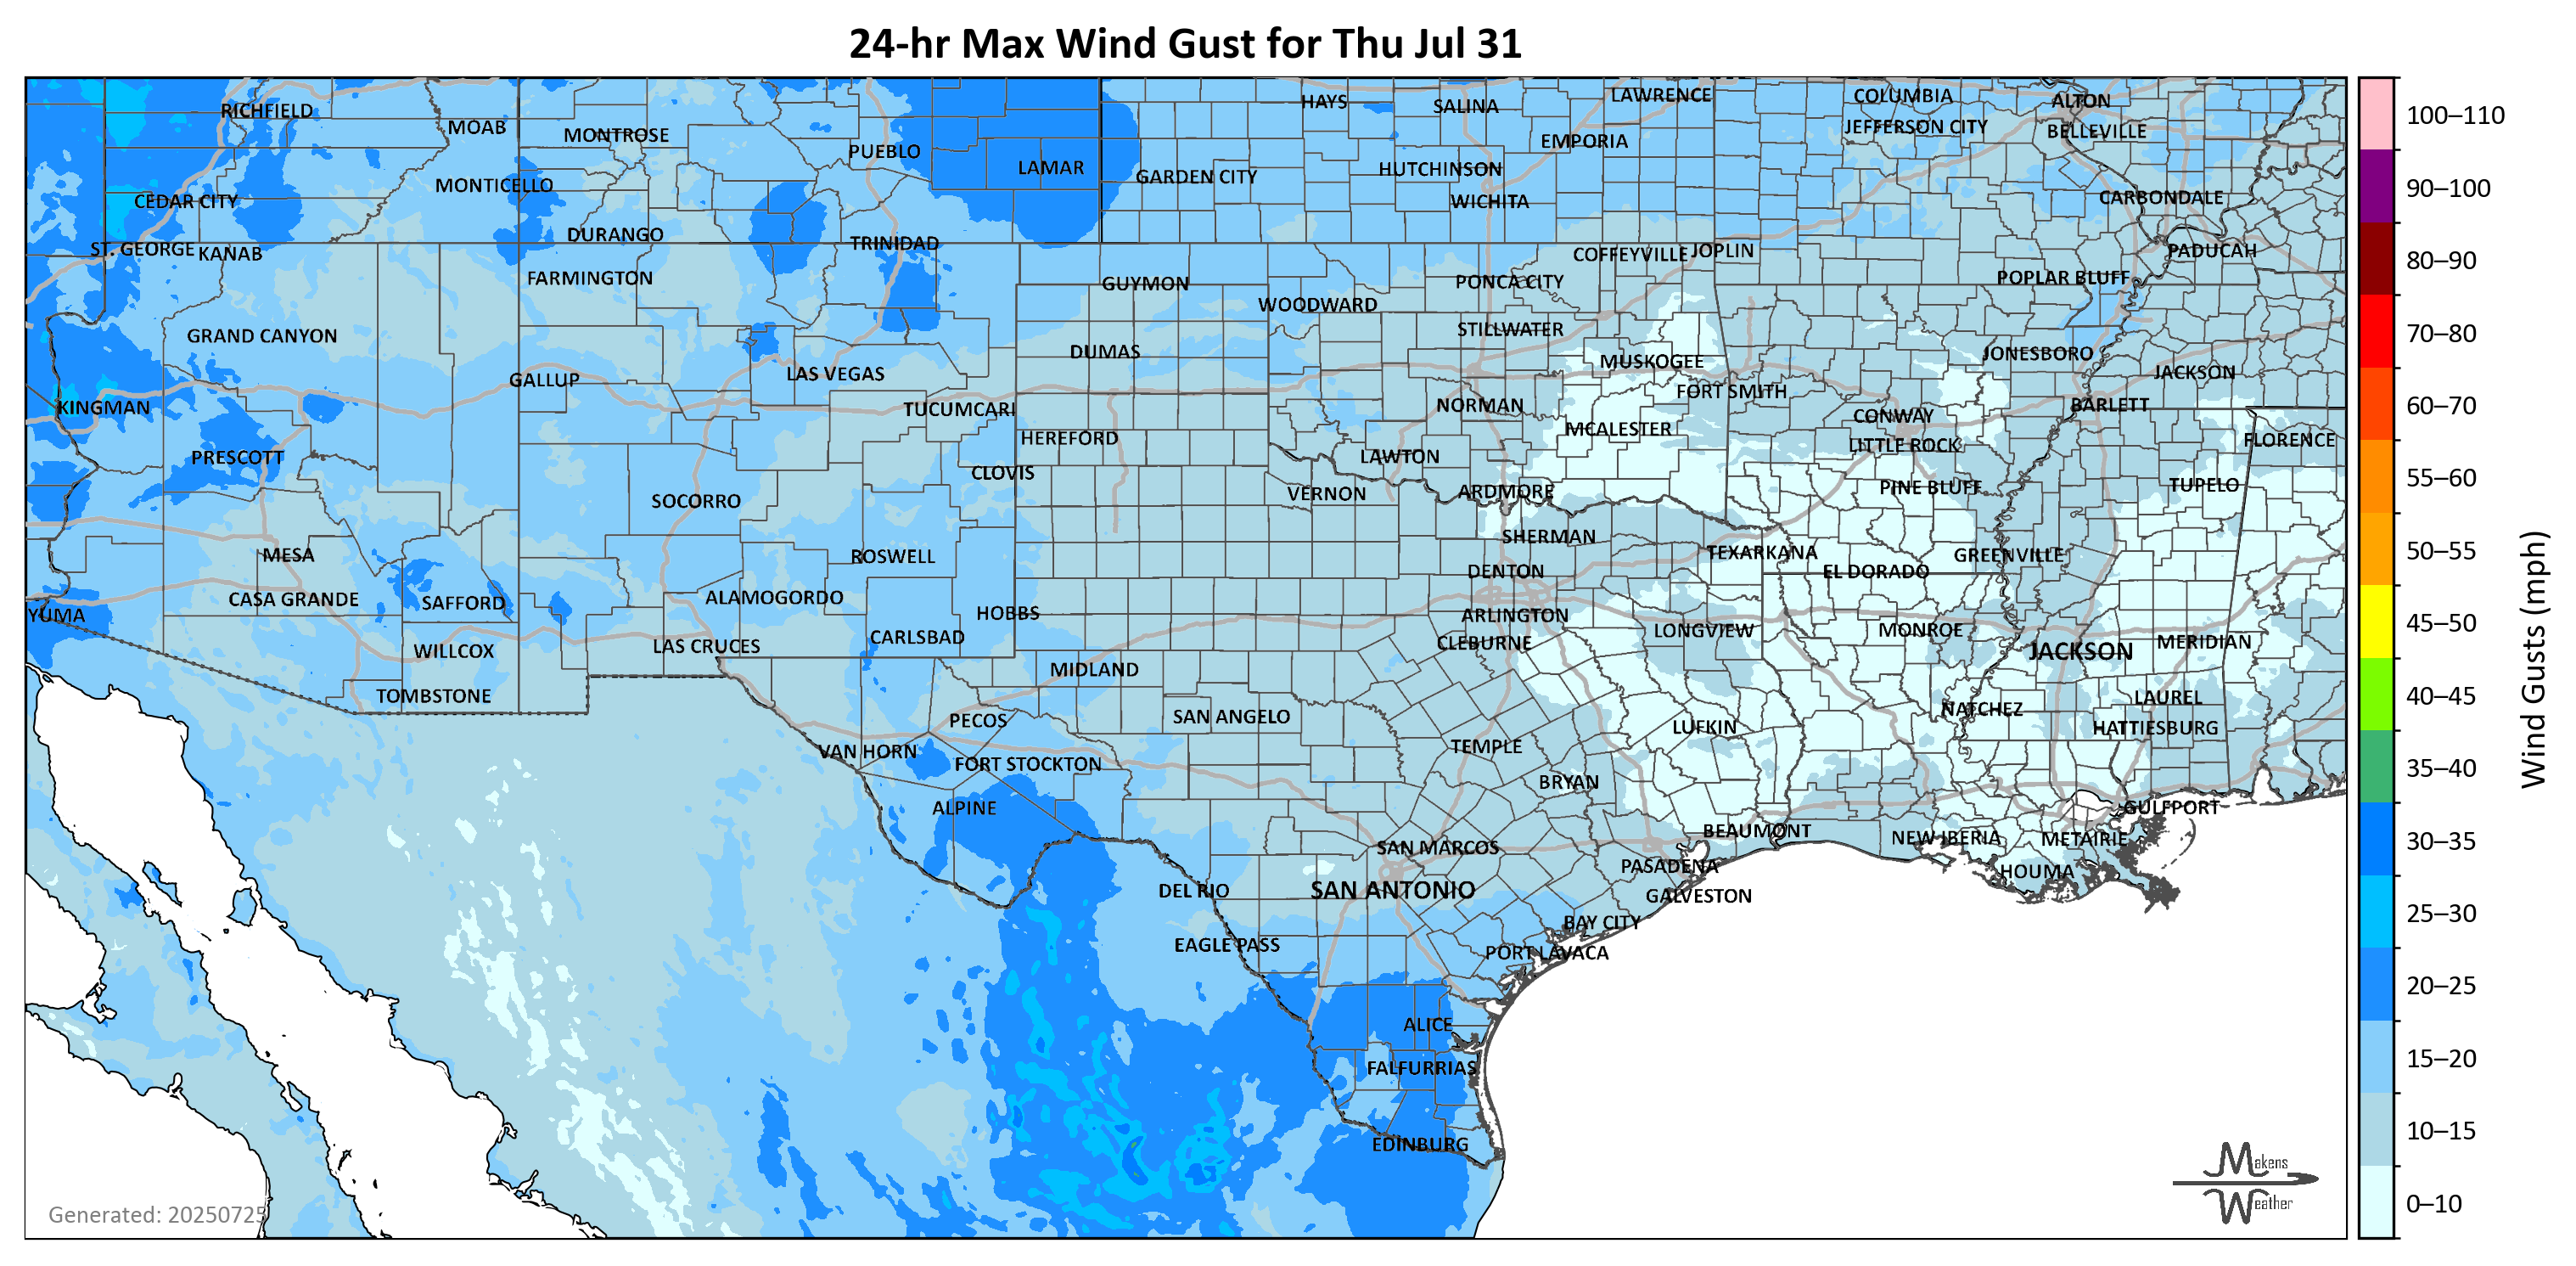 24-hr Max Wind Gust for Thu Jul 31
RICHFIELD
MOAB
MONTROSE
PUEBLO
LAMAR
HAYS
SALINA
LAWRENCE
EMPORIA
COLUMBIA
JEFFERSON CITY
ALTON
BELLEVILLE
MONTICELLO
CEDAR CITY
GARDEN CITY
HUTCHINSON
WICHITA
CARBONDALE
ST. GEORGE
KANAB
DURANGO
TRINIDAD
COFFEYVILLE
JOPLIN
PADUCAH
FARMINGTON
GUYMON
WOODWARD
PONCA CITY
POPLAR BLUFF
GRAND CANYON
STILLWATER
DUMAS
MUSKOGEE
JONESBORO
GALLUP
LAS VEGAS
FORT SMITH
JACKSON
KINGMAN
TUCUMCARI
NORMAN
CONWAY
BARLETT
HEREFORD
MCALESTER
LITTLE ROCK
FLORENCE
PRESCOTT
CLOVIS
LAWTON
SOCORRO
VERNON
ARDMORE
PINE BLUFF
TUPELO
MESA
ROSWELL
SHERMAN
TEXARKANA
GREENVILLE
DENTON
EL DORADO
YUMA
CASA GRANDE
SAFFORD
ALAMOGORDO
HOBBS
ARLINGTON
CLEBURNE
LONGVIEW
MONROE
WILLCOX
LAS CRUCES
CARLSBAD
MIDLAND
JACKSON
MERIDIAN
TOMBSTONE
PECOS
SAN ANGELO
NATCHEZ
LAUREL
HATTIESBURG
VAN HORN
FORT STOCKTON
TEMPLE
LUFKIN
BRYAN
ALPINE
GULFPORT
SAN MARCOS
BEAUMONT
NEW IBERIA
METAIRIE
PASADENA
HOUMA
DEL RIO
SAN ANTONIO
GALVESTON
BAY CITY
EAGLE PASS
PORT LAVACA
ALICE
FALFURRIAS
EDINBURG
Generated: 20250725
Makens
Weather
100–110
90–100
80–90
70–80
60–70
55–60
50–55
45–50
40–45
35–40
30–35
25–30
20–25
15–20
10–15
0–10
Wind Gusts (mph)